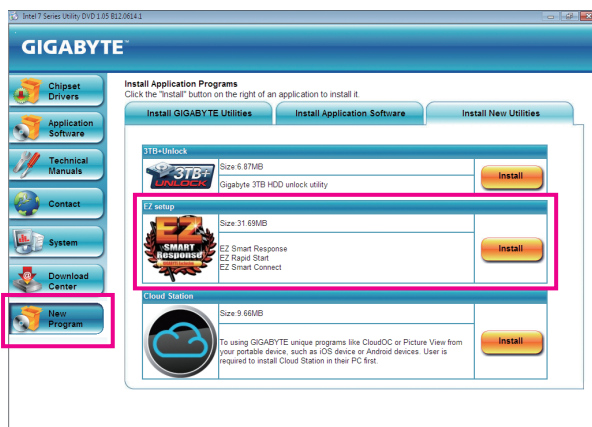 Intel 7 Series Utility DVD 1.05 B12.0614.1
GIGABYTE™
Chipset
Drivers
Application
Software
Technical
Manuals
Contact
System
Download
Center
New
Program
Install Application Programs
Click the "Install" button on the right of an application to install it.
Install GIGABYTE Utilities
Install Application Software
Install New Utilities
3TB+Unlock
3TB+
UNLOCK
Size:6.87MB
Gigabyte 3TB HDD unlock utility
Install
EZ setup
EZ
SMART
Response
Size:31.69MB
EZ Smart Response
EZ Rapid Start
EZ Smart Connect
Install
Cloud Station
Size:9.66MB
To using GIGABYTE unique programs like CloudOC or Picture View from
your portable device, such as iOS device or Android devices. User is
required to install Cloud Station in their PC first.
Install